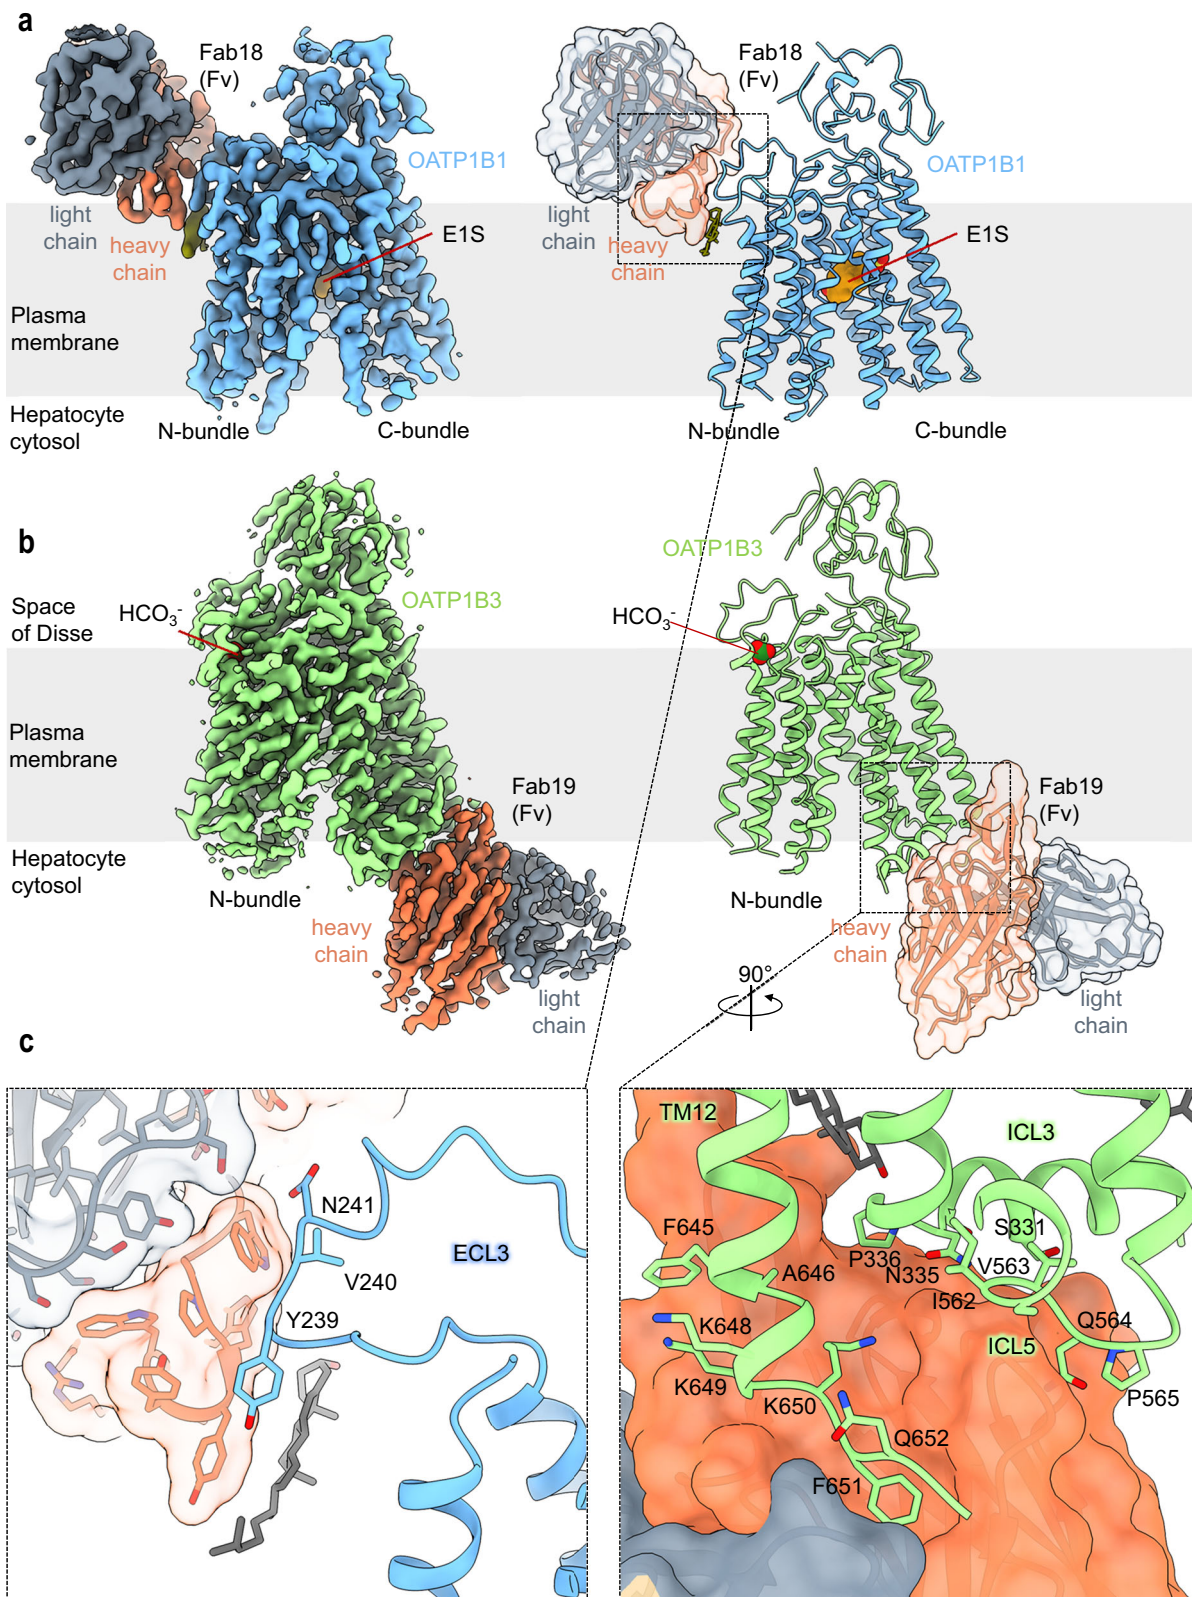 a
Fab18
(Fv)
OATP1B1
light
chain
heavy
chain
E1S
Plasma
membrane
Hepatocyte
cytosol
N-bundle
C-bundle
Fab18
(Fv)
OATP1B1
light
chain
heavy
chain
E1S
N-bundle
C-bundle
b
OATP1B3
Space
of Disse
HCO₃⁻
Plasma
membrane
Fab19
(Fv)
Hepatocyte
cytosol
N-bundle
heavy
chain
light
chain
OATP1B3
HCO₃⁻
Fab19
(Fv)
N-bundle
heavy
chain
light
chain
90°
c
N241
ECL3
V240
Y239
TM12
ICL3
F645
S331
P336
N335
V563
A646
I562
Q564
K648
ICL5
K649
K650
P565
Q652
F651